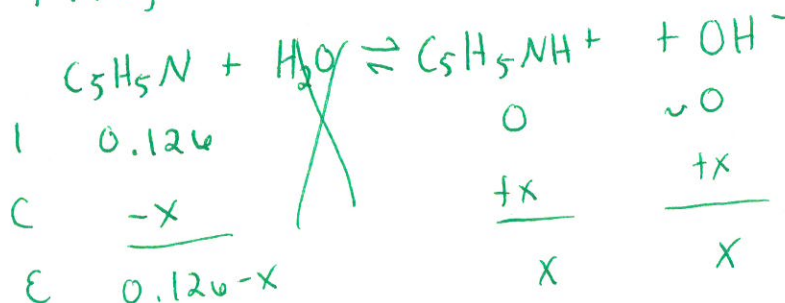 C₅H₅N + H₂O ⇌ C₅H₅NH⁺ + OH⁻
I 0.126 0 ~0
C -x +x +x
E 0.126-x x x